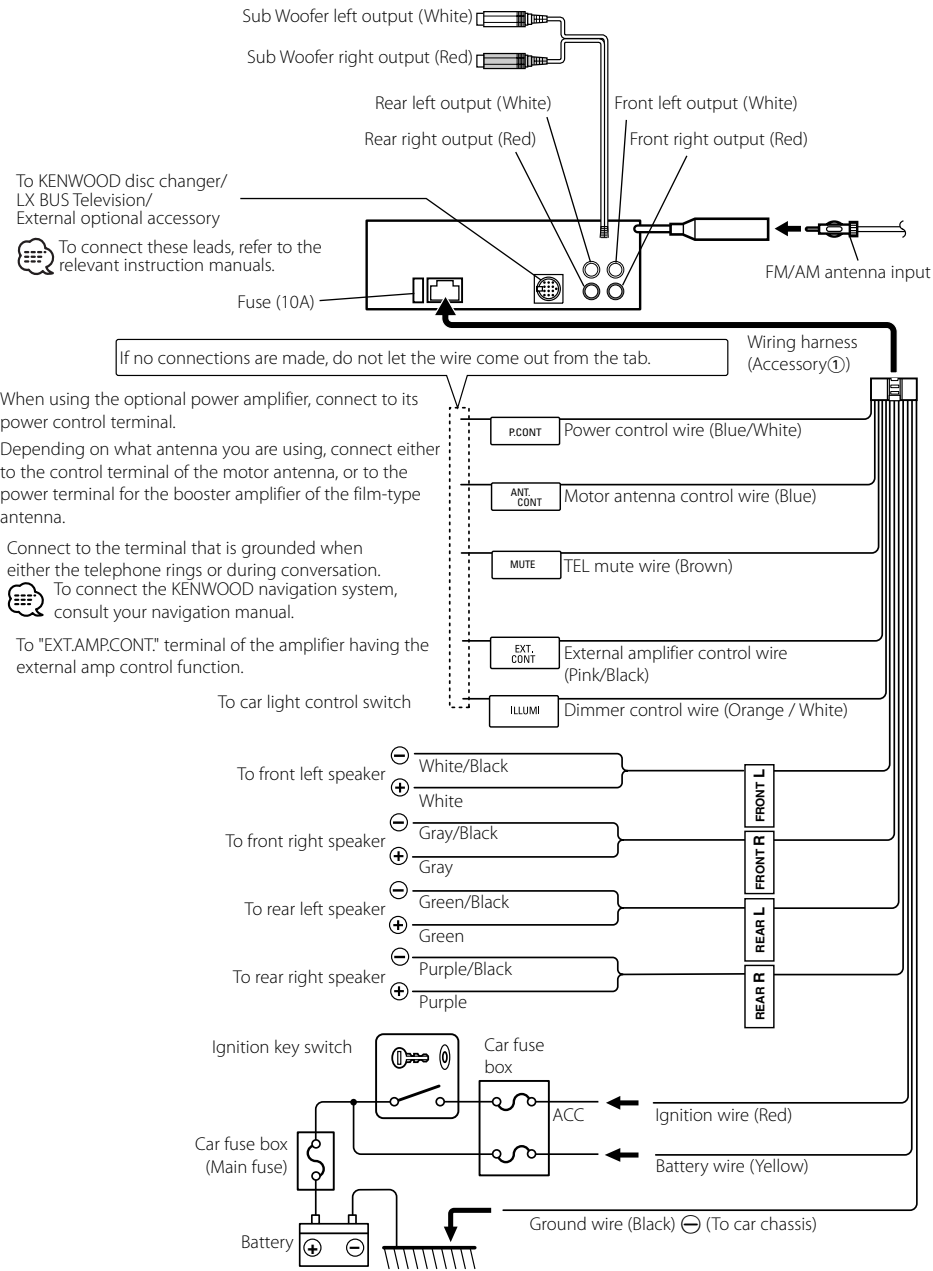 Sub Woofer left output (White)
Sub Woofer right output (Red)
Rear left output (White)
Front left output (White)
Rear right output (Red)
Front right output (Red)
To KENWOOD disc changer/
LX BUS Television/
External optional accessory
To connect these leads, refer to the
relevant instruction manuals.
FM/AM antenna input
Fuse (10A)
Wiring harness
(Accessory①)
If no connections are made, do not let the wire come out from the tab.
When using the optional power amplifier, connect to its
power control terminal.
P.CONT
Power control wire (Blue/White)
Depending on what antenna you are using, connect either
to the control terminal of the motor antenna, or to the
power terminal for the booster amplifier of the film-type
antenna.
ANT.
CONT
Motor antenna control wire (Blue)
Connect to the terminal that is grounded when
either the telephone rings or during conversation.
To connect the KENWOOD navigation system,
consult your navigation manual.
MUTE
TEL mute wire (Brown)
To "EXT.AMP.CONT." terminal of the amplifier having the
external amp control function.
EXT.
CONT
External amplifier control wire
(Pink/Black)
To car light control switch
ILLUMI
Dimmer control wire (Orange / White)
To front left speaker
⊖
White/Black
⊕
White
FRONT L
To front right speaker
⊖
Gray/Black
⊕
Gray
FRONT R
To rear left speaker
⊖
Green/Black
⊕
Green
REAR L
To rear right speaker
⊖
Purple/Black
⊕
Purple
REAR R
Ignition key switch
Car fuse
box
ACC
Ignition wire (Red)
Car fuse box
(Main fuse)
Battery wire (Yellow)
Ground wire (Black) ⊖ (To car chassis)
Battery
⊕ ⊖